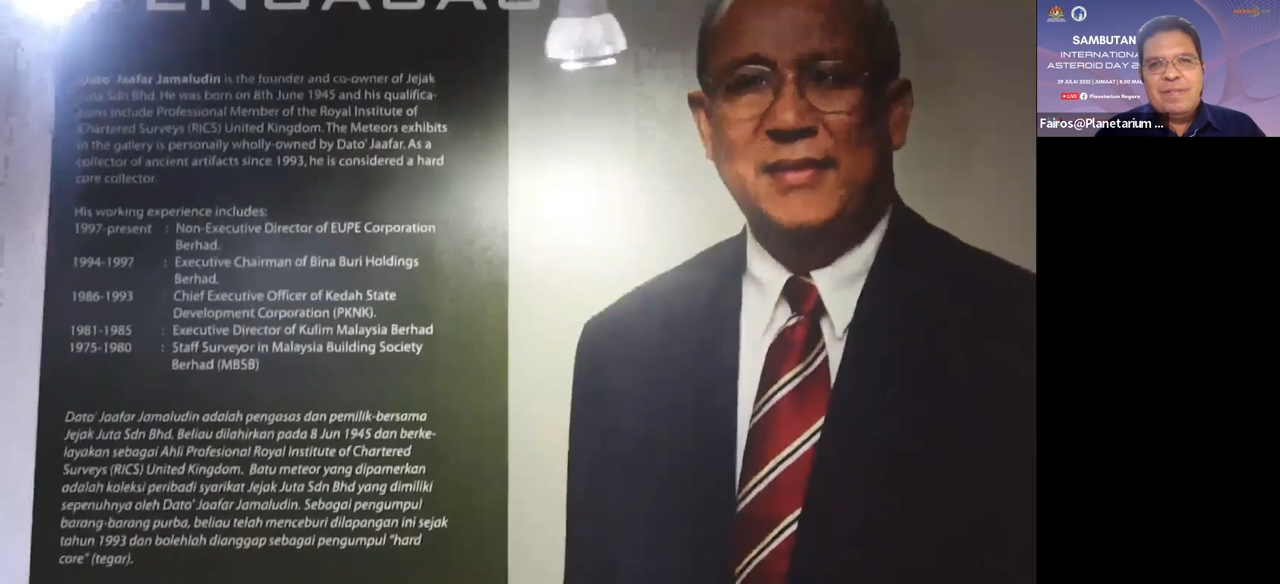 PENGASAS
Dato' Jaafar Jamaludin is the founder and co-owner of Jejak
Juta Sdn Bhd. He was born on 8th June 1945 and his qualifica-
tions include Professional Member of the Royal Institute of
Chartered Surveys (RICS) United Kingdom. The Meteors exhibits
in the gallery is personally wholly-owned by Dato' Jaafar. As a
collector of ancient artifacts since 1993, he is considered a hard
core collector.
His working experience includes:
1997-present : Non-Executive Director of EUPE Corporation
Berhad.
1994-1997 : Executive Chairman of Bina Buri Holdings
Berhad.
1986-1993 Chief Executive Officer of Kedah State
Development Corporation (PKNK).
1981-1985 : Executive Director of Kulim Malaysia Berhad
1975-1980 : Staff Surveyor in Malaysia Building Society
Berhad (MBSB)
Dato' Jaafar Jamaludin adalah pengasas dan pemilik-bersama
Jejak Juta Sdn Bhd. Beliau dilahirkan pada 8 Jun 1945 dan berke-
layakan sebagai Ahli Profesional Royal Institute of Chartered
Surveys (RICS) United Kingdom. Batu meteor yang dipamerkan
adalah koleksi peribadi syarikat Jejak Juta Sdn Bhd yang dimiliki
sepenuhnya oleh Dato' Jaafar Jamaludin. Sebagai pengumpul
barang-barang purba, beliau telah menceburi dilapangan ini sejak
tahun 1993 dan bolehlah dianggap sebagai pengumpul "hard
core" (tegar).
SAMBUTAN
INTERNATIONA
ASTEROID DAY 2
29 JULAI 2022 | JUMAAT | 8.00 MAL
LIVE Planetarium Negara
Fairos@Planetarium ...